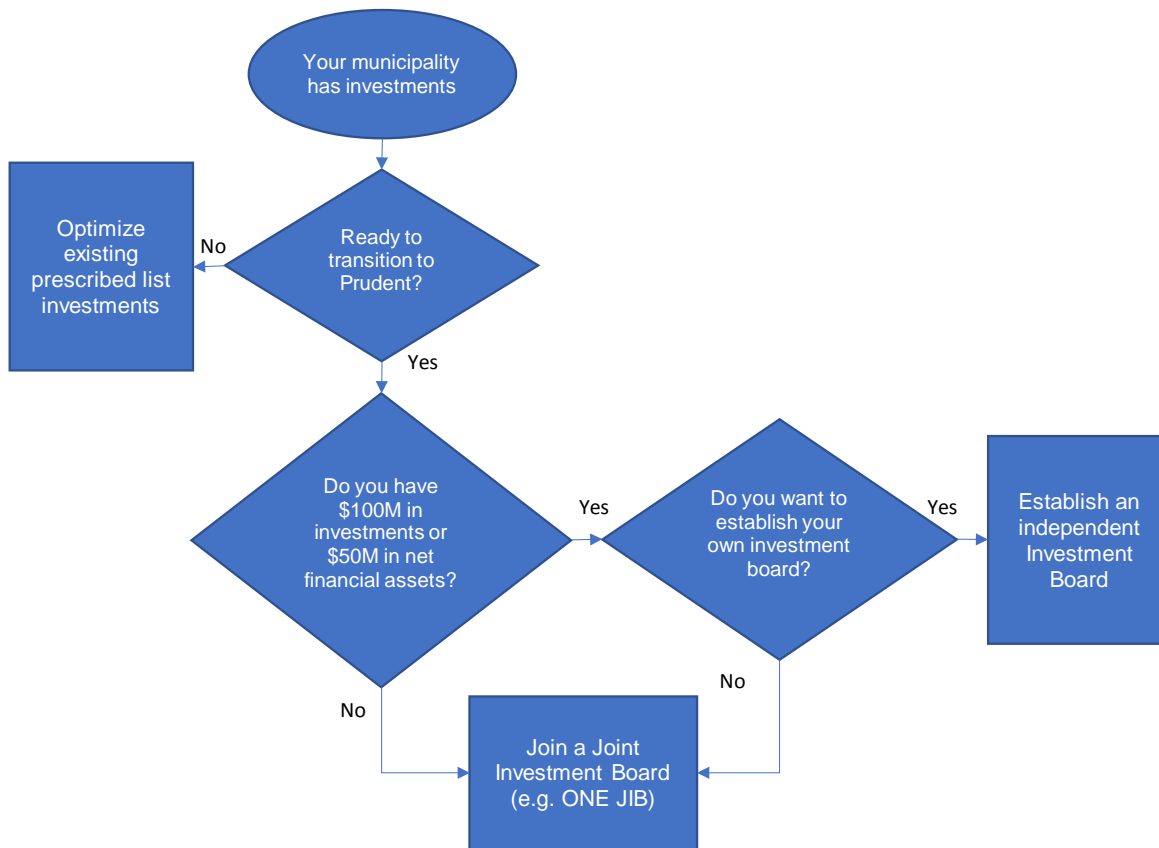 Your municipality
has investments
Optimize
existing
prescribed list
investments
No
Ready to
transition to
Prudent?
Yes
Do you have
$100M in
investments or
$50M in net
financial assets?
Yes
Do you want to
establish your
own investment
board?
Yes
Establish an
independent
Investment
Board
No
No
Join a Joint
Investment Board
(e.g. ONE JIB)